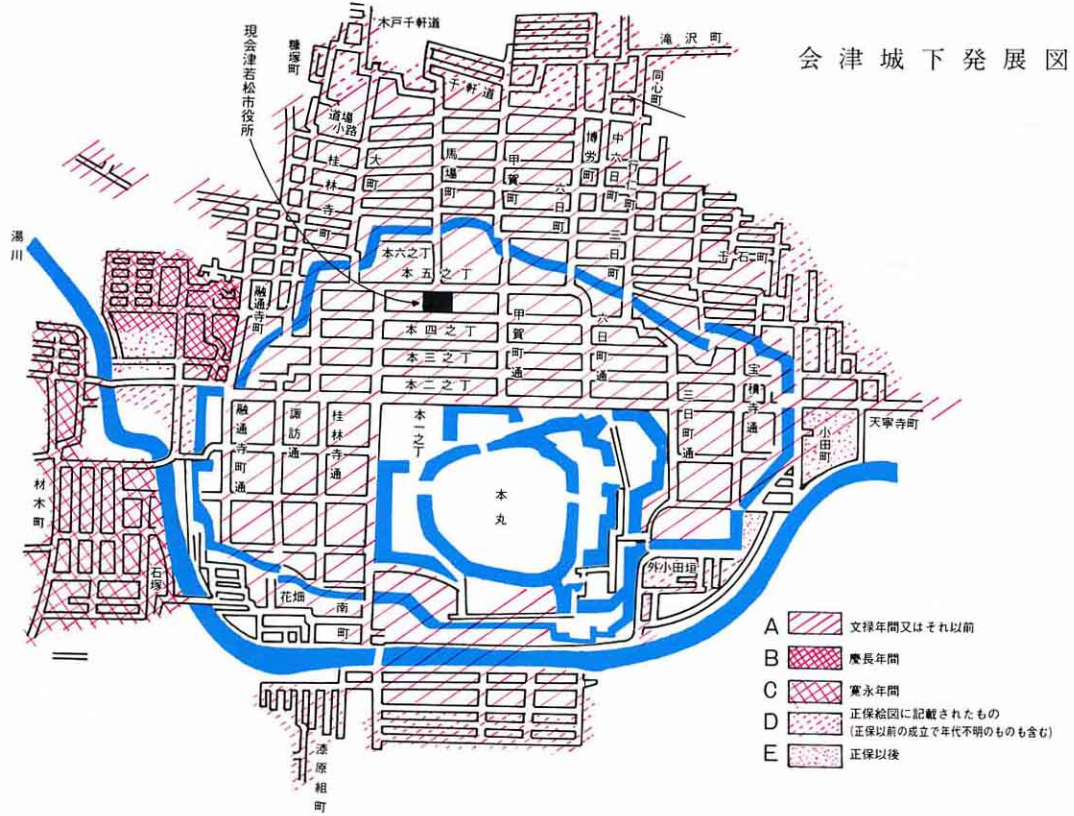 会津城下発展図
木戸千軒道
滝沢町
糠塚町
現会津若松市役所
千軒道
同心町
道場小路
博労町
中六日町
行仁町
桂林寺町
大町
馬場町
甲賀町
六日町
三日町
千石町
湯川
本六之丁
本五之丁
融通寺町
本四之丁
甲賀町通
六日町通
本三之丁
本二之丁
宝積寺通
三日町通
小田町
天寧寺町
融通寺町通
諏訪通
桂林寺通
本一之丁
本丸
材木町
石塚
花畑
南町
外小田垣
漆原組町
A 文禄年間又はそれ以前
B 慶長年間
C 寛永年間
D 正保絵図に記載されたもの
(正保以前の成立で年代不明のものも含む)
E 正保以後